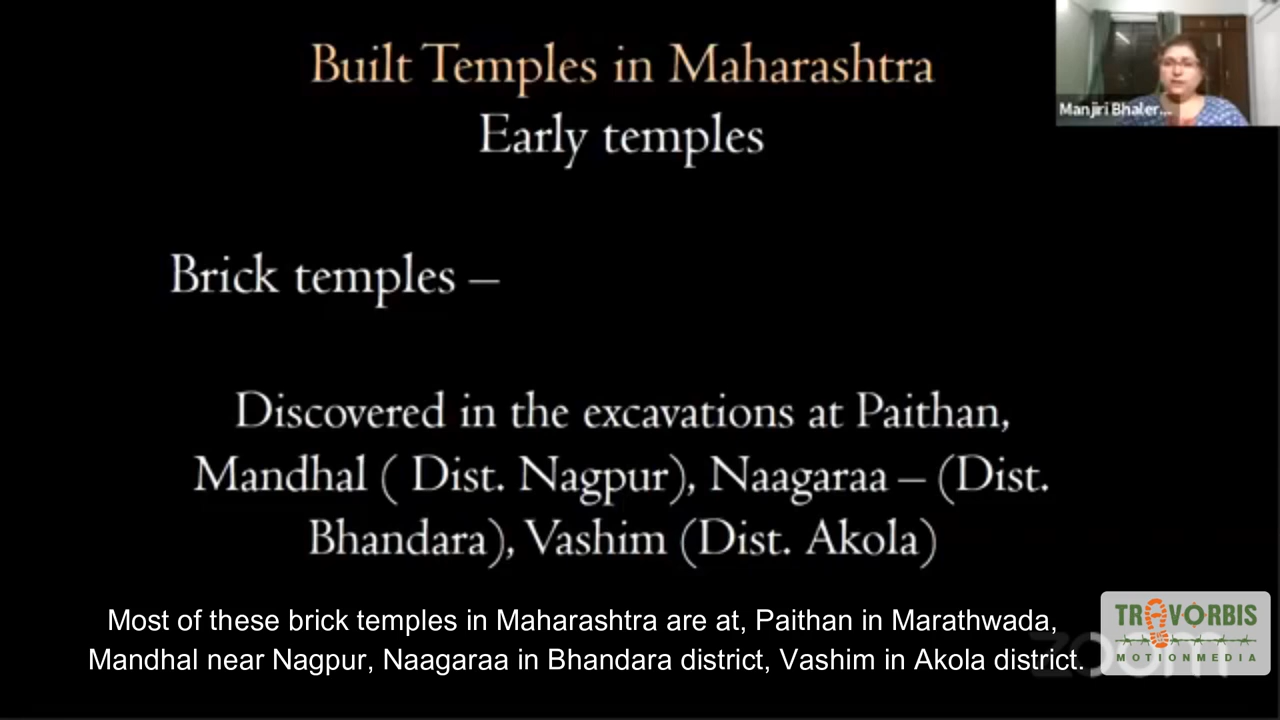 Built Temples in Maharashtra
Early temples
Manjiri Bhaler...
Brick temples –
Discovered in the excavations at Paithan,
Mandhal ( Dist. Nagpur), Naagaraa – (Dist.
Bhandara), Vashim (Dist. Akola)
Most of these brick temples in Maharashtra are at, Paithan in Marathwada,
Mandhal near Nagpur, Naagaraa in Bhandara district, Vashim in Akola district.
zoom
TRAVORBIS
MOTIONMEDIA